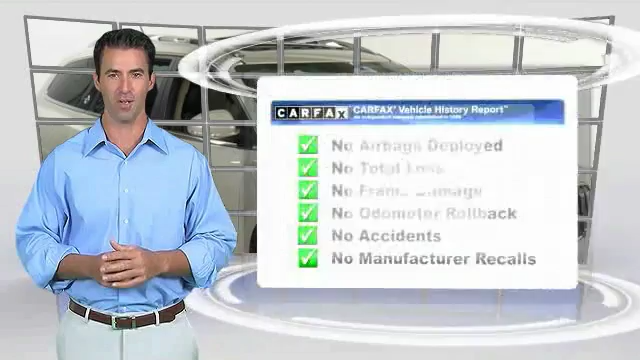 CARFAX CARFAX® Vehicle History Report™
No Airbags Deployed
No Total Loss
No Frame Damage
No Odometer Rollback
No Accidents
No Manufacturer Recalls